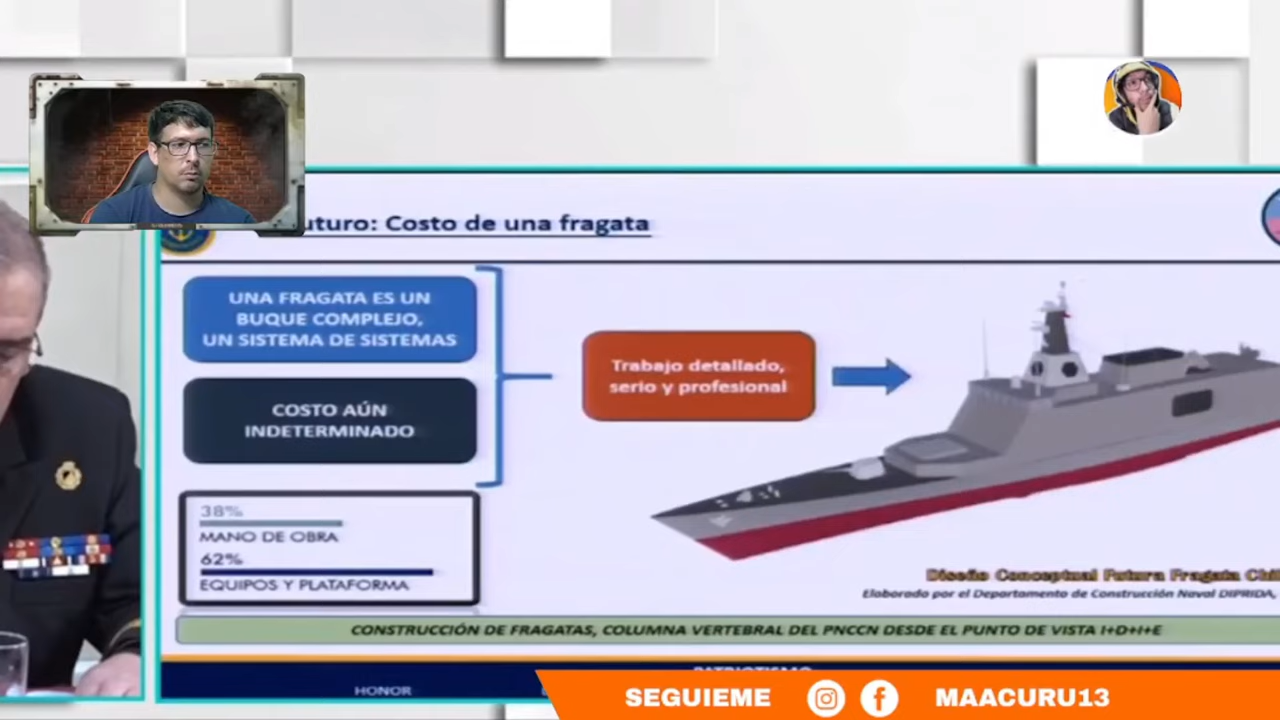 uturo: Costo de una fragata
UNA FRAGATA ES UN
BUQUE COMPLEJO,
UN SISTEMA DE SISTEMAS
COSTO AÚN
INDETERMINADO
Trabajo detallado,
serio y profesional
38%
MANO DE OBRA
62%
EQUIPOS Y PLATAFORMA
Diseño Conceptual Futura Fragata Chil
Elaborado por el Departamento de Construcción Naval DIPRIDA,
CONSTRUCCIÓN DE FRAGATAS, COLUMNA VERTEBRAL DEL PNCCN DESDE EL PUNTO DE VISTA I+D+I+E
PATRIOTISMO
HONOR
SEGUIEME MAACURU13